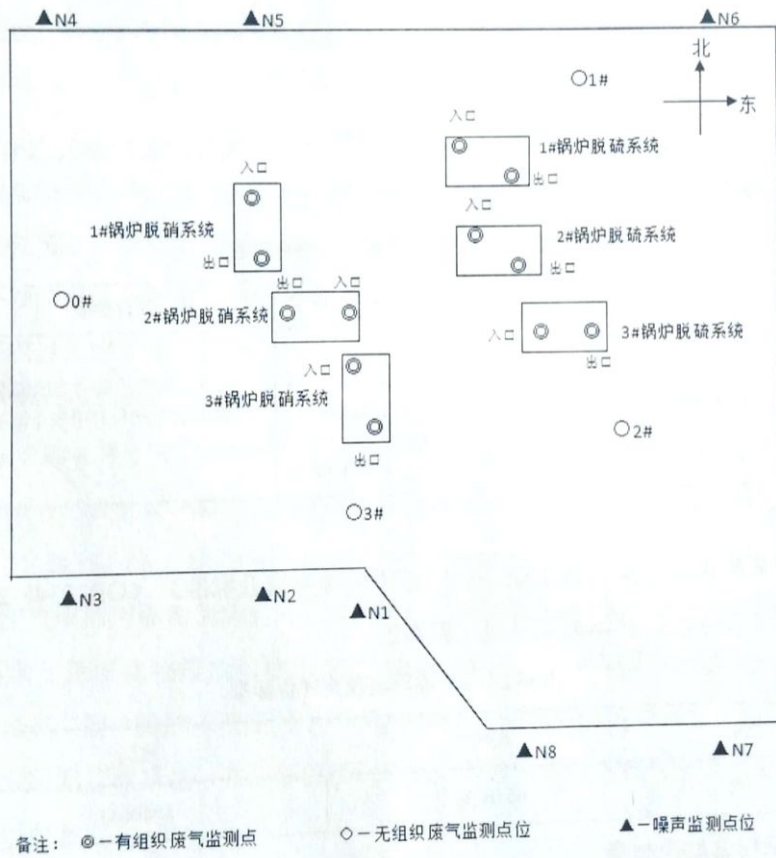 ▲N4 ▲N5 ▲N6
北
东
○1#
入口
1#锅炉脱硫系统
出口
入口
1#锅炉脱硝系统
出口
入口
2#锅炉脱硫系统
出口
○0#
出口 入口
2#锅炉脱硝系统
入口 3#锅炉脱硫系统
出口
入口
3#锅炉脱硝系统
出口
○2#
○3#
▲N3 ▲N2 ▲N1
▲N8 ▲N7
备注: ◎-有组织废气监测点 ○-无组织废气监测点位 ▲-噪声监测点位